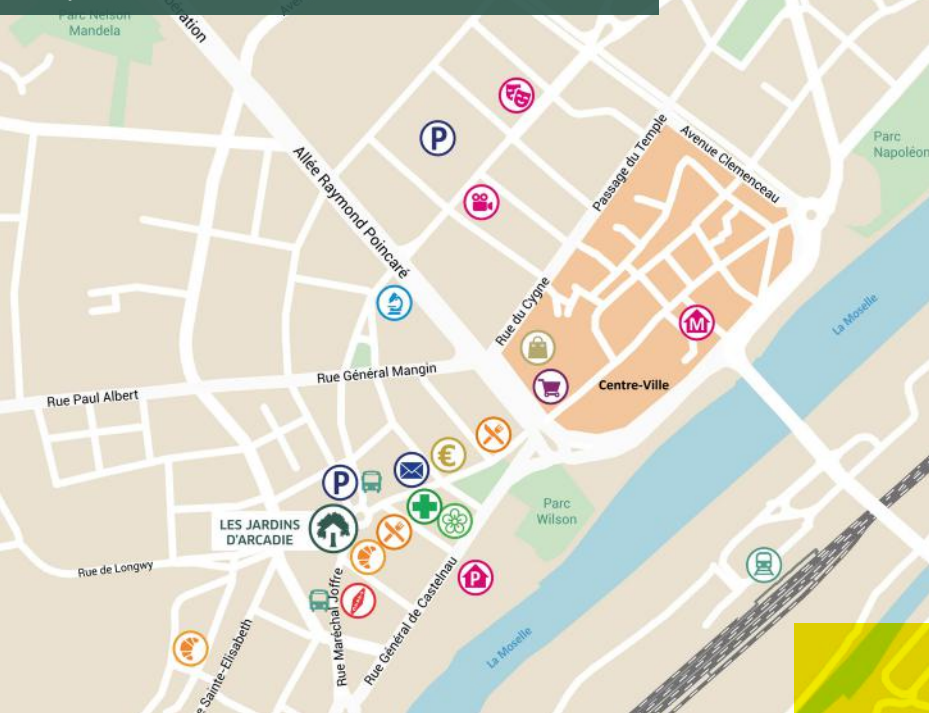 Parc Nelson
Mandela
Allée Raymond Poincaré
P
Passage du Temple
Avenue Clemenceau
Parc
Napoléon
La Moselle
Rue du Cygne
M
Centre-Ville
Rue Général Mangin
Rue Paul Albert
€
P
LES JARDINS
D'ARCADIE
Parc
Wilson
Rue de Longwy
P
Rue Maréchal Joffre
Rue Général de Castelnau
La Moselle
Sainte-Elisabeth